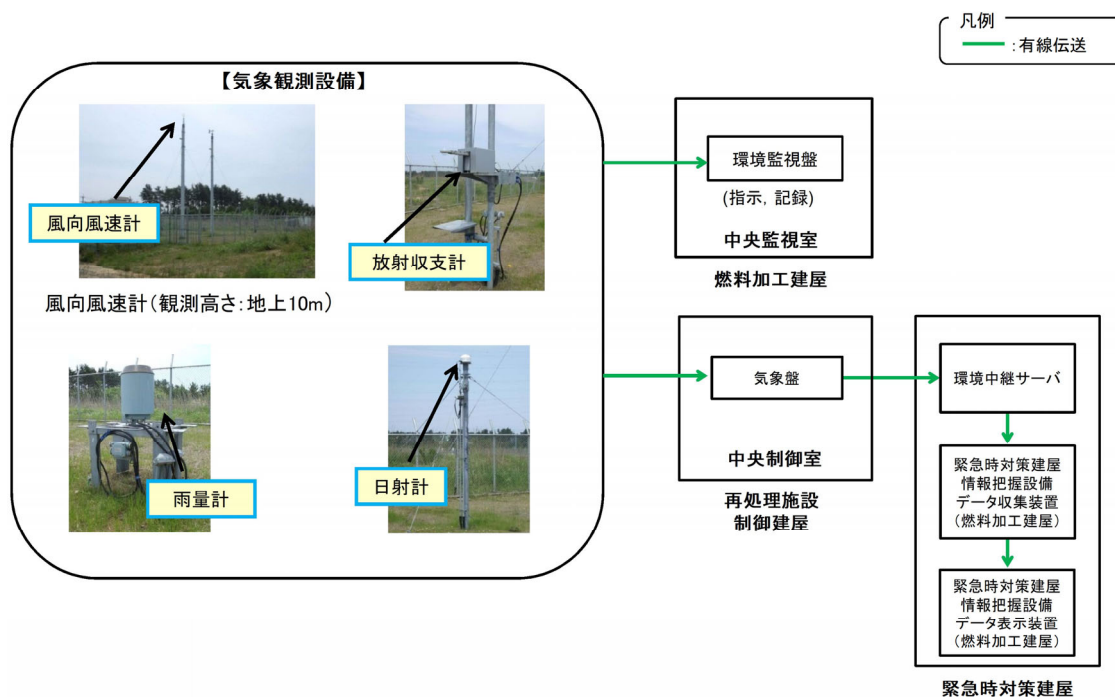 凡例
:有線伝送
【気象観測設備】
風向風速計
放射収支計
風向風速計(観測高さ:地上10m)
雨量計
日射計
環境監視盤
(指示,記録)
中央監視室
燃料加工建屋
気象盤
中央制御室
再処理施設
制御建屋
環境中継サーバ
緊急時対策建屋
情報把握設備
データ収集装置
(燃料加工建屋)
緊急時対策建屋
情報把握設備
データ表示装置
(燃料加工建屋)
緊急時対策建屋